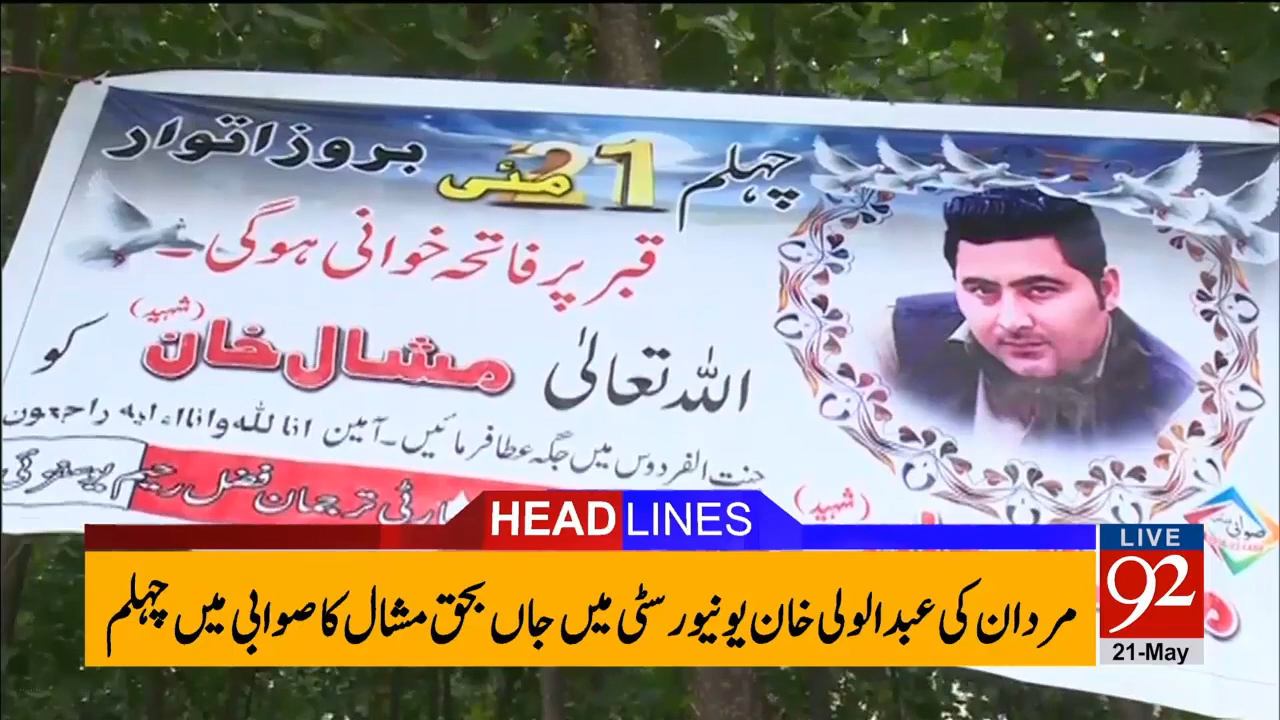 چہلم 21 مئی بروز اتوار
قبر پر فاتحہ خوانی ہوگی۔
(شہید)
اللہ تعالیٰ مشال خان کو
جنت الفردوس میں جگہ عطا فرمائیں۔ آمین انا للہ وانا الیہ راجعون
ترجمان فضل رحیم یوسفزئی
(شہید)
صوابی
HEADLINES
مردان کی عبدالولی خان یونیورسٹی میں جاں بحق مشال کا صوابی میں چہلم
LIVE
92
21-May